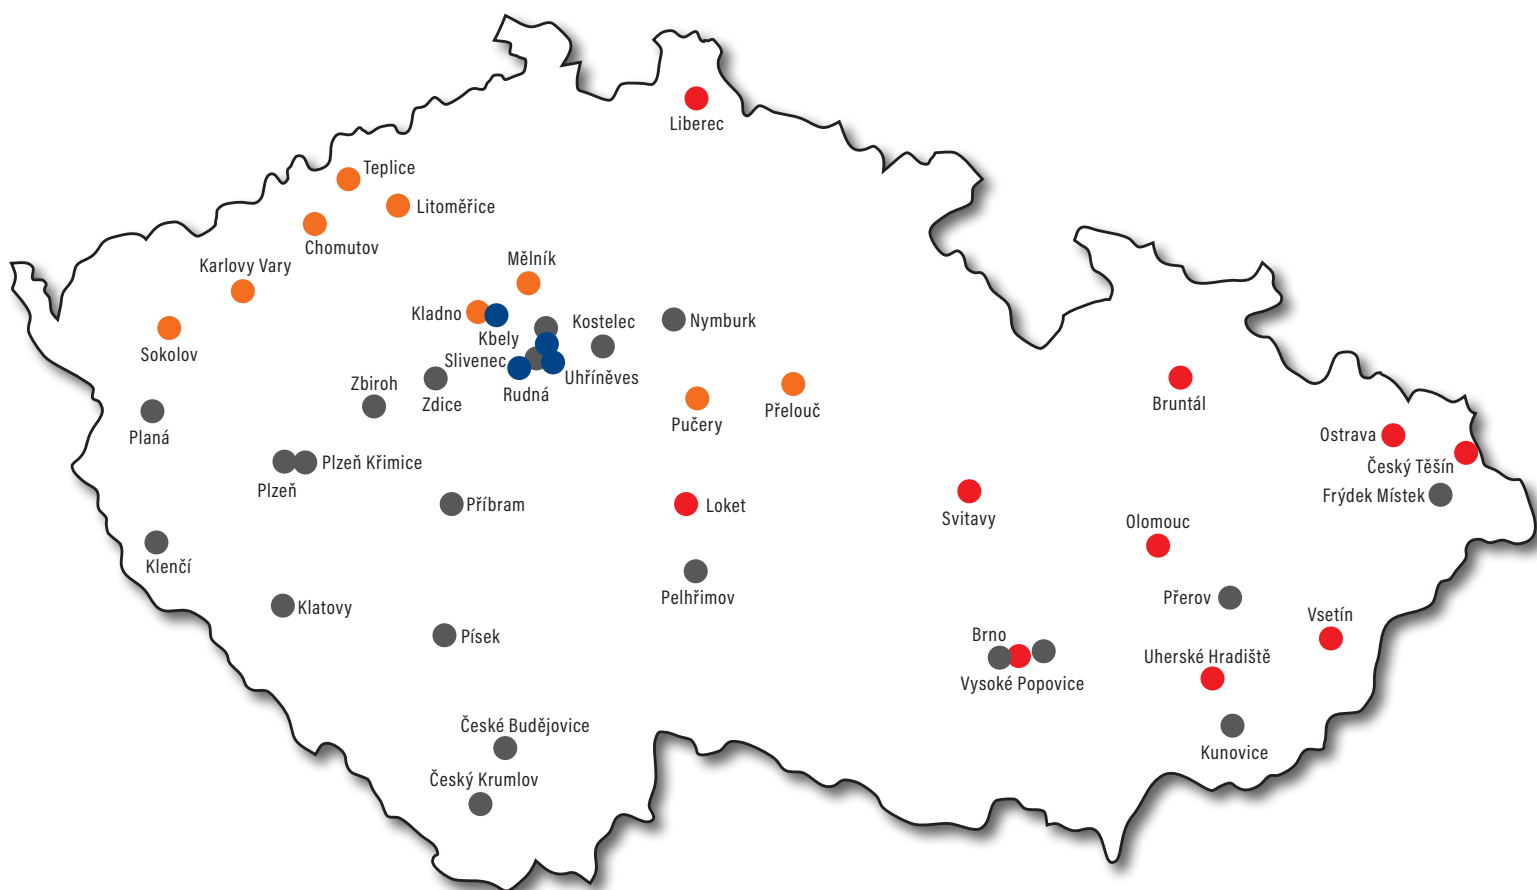 Liberec
Teplice
Litoměřice
Chomutov
Karlovy Vary
Mělník
Kladno
Kbely
Kostelec
Nymburk
Sokolov
Slivenec
Uhříněves
Rudná
Zbiroh
Zdice
Pučery
Přelouč
Bruntál
Planá
Ostrava
Český Těšín
Plzeň Křimice
Plzeň
Frýdek Místek
Příbram
Loket
Svitavy
Olomouc
Klenčí
Pelhřimov
Přerov
Klatovy
Vsetín
Písek
Brno
Uherské Hradiště
Vysoké Popovice
České Budějovice
Kunovice
Český Krumlov